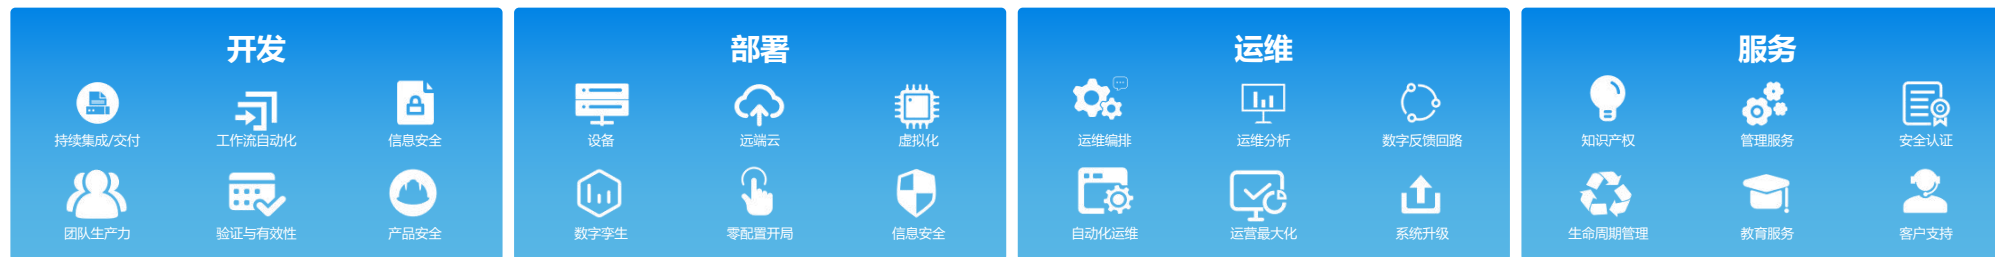 开发
持续集成/交付
工作流自动化
信息安全
团队生产力
验证与有效性
产品安全
部署
设备
远端云
虚拟化
数字孪生
零配置开局
信息安全
运维
运维编排
运维分析
数字反馈回路
自动化运维
运营最大化
系统升级
服务
知识产权
管理服务
安全认证
生命周期管理
教育服务
客户支持